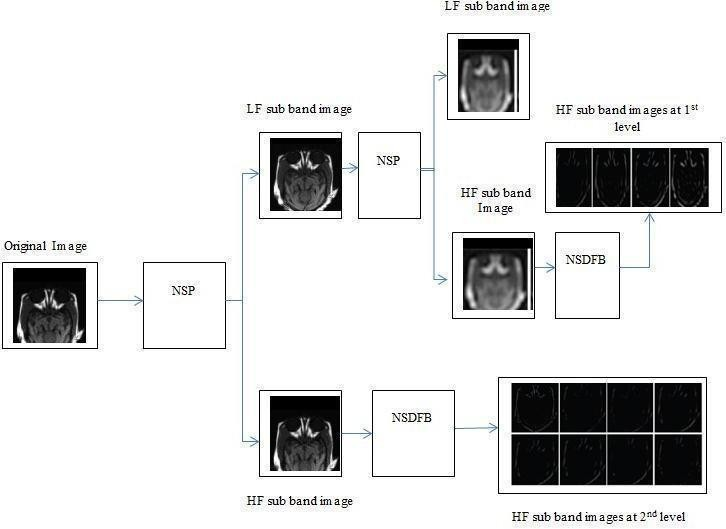 LF sub band image
LF sub band image
HF sub band images at 1st
level
NSP
HF sub band
Image
Original Image
NSDFB
NSP
NSDFB
HF sub band image
HF sub band images at 2nd level